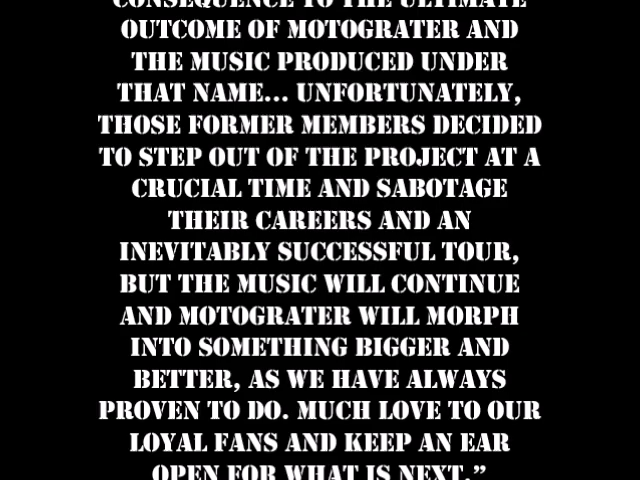 CONSEQUENCE TO THE ULTIMATE
OUTCOME OF MOTOGRATER AND
THE MUSIC PRODUCED UNDER
THAT NAME... UNFORTUNATELY,
THOSE FORMER MEMBERS DECIDED
TO STEP OUT OF THE PROJECT AT A
CRUCIAL TIME AND SABOTAGE
THEIR CAREERS AND AN
INEVITABLY SUCCESSFUL TOUR,
BUT THE MUSIC WILL CONTINUE
AND MOTOGRATER WILL MORPH
INTO SOMETHING BIGGER AND
BETTER, AS WE HAVE ALWAYS
PROVEN TO DO. MUCH LOVE TO OUR
LOYAL FANS AND KEEP AN EAR
OPEN FOR WHAT IS NEXT.”